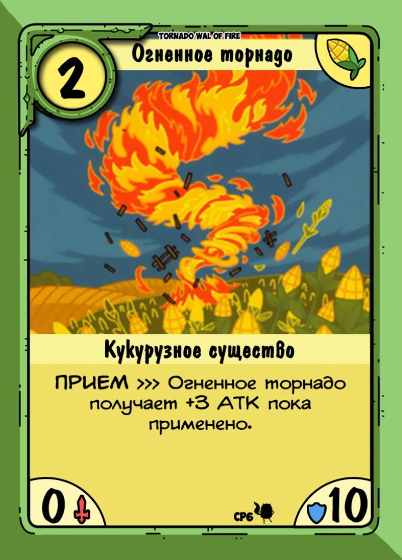 TORNADO WAL OF FIRE
2
Огненное торнадо
Кукурузное существо
ПРИЕМ >>> Огненное торнадо
получает +3 АТК пока
применено.
0
СР6
10